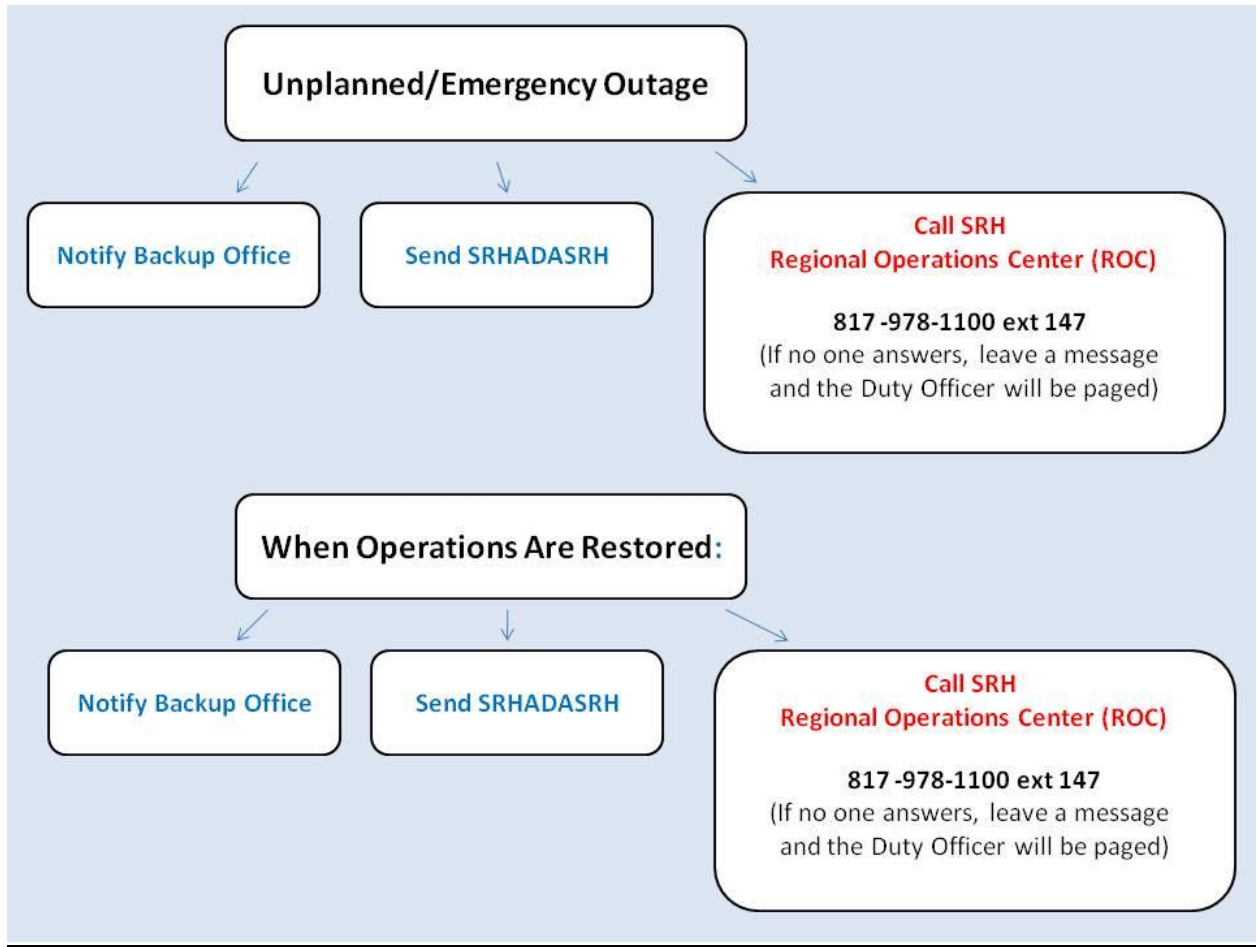 Unplanned/Emergency Outage
Notify Backup Office
Send SRHADASRH
Call SRH
Regional Operations Center (ROC)
817 -978-1100 ext 147
(If no one answers, leave a message
and the Duty Officer will be paged)
When Operations Are Restored:
Notify Backup Office
Send SRHADASRH
Call SRH
Regional Operations Center (ROC)
817 -978-1100 ext 147
(If no one answers, leave a message
and the Duty Officer will be paged)